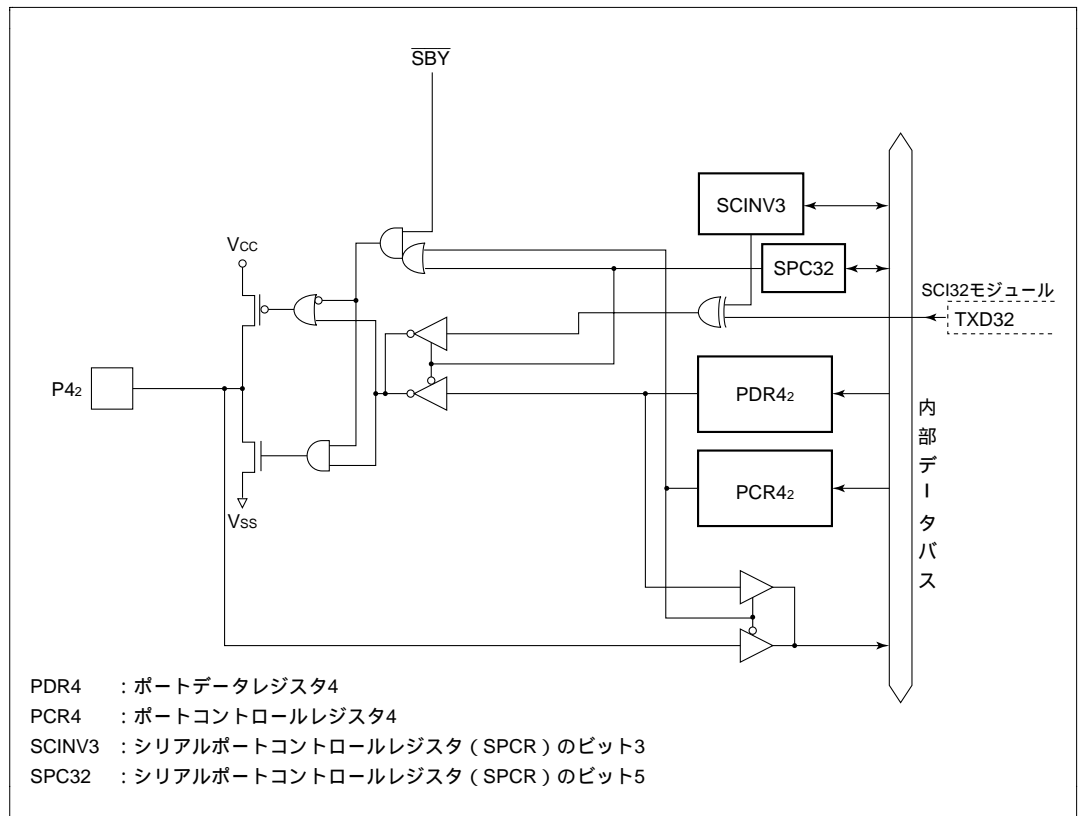 SBY
SCINV3
VCC
SPC32
SCI32モジュール
TXD32
P42
PDR42
内部データバス
PCR42
VSS
PDR4 :ポートデータレジスタ4
PCR4 :ポートコントロールレジスタ4
SCINV3 :シリアルポートコントロールレジスタ(SPCR)のビット3
SPC32 :シリアルポートコントロールレジスタ(SPCR)のビット5